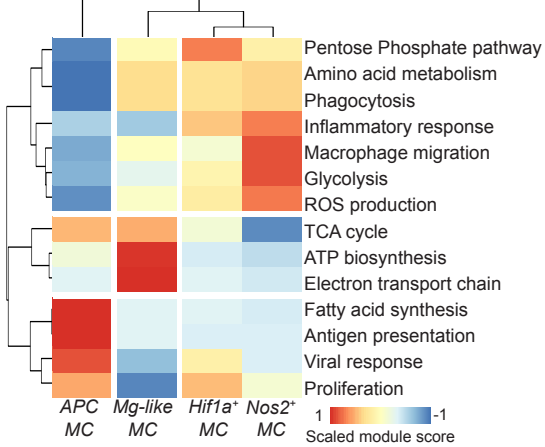 Pentose Phosphate pathway
Amino acid metabolism
Phagocytosis
Inflammatory response
Macrophage migration
Glycolysis
ROS production
TCA cycle
ATP biosynthesis
Electron transport chain
Fatty acid synthesis
Antigen presentation
Viral response
Proliferation
APC Mg-like Hif1a⁺ Nos2⁺
MC MC MC MC
1 -1
Scaled module score